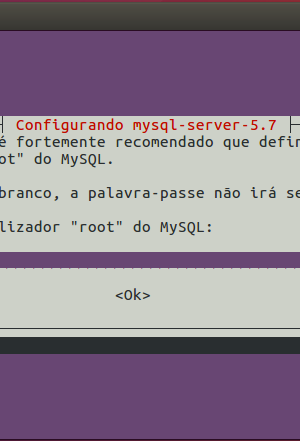 Configurando mysql-server-5.7
é fortemente recomendado que defin
ot" do MySQL.
branco, a palavra-passe não irá se
lizador "root" do MySQL:
<Ok>